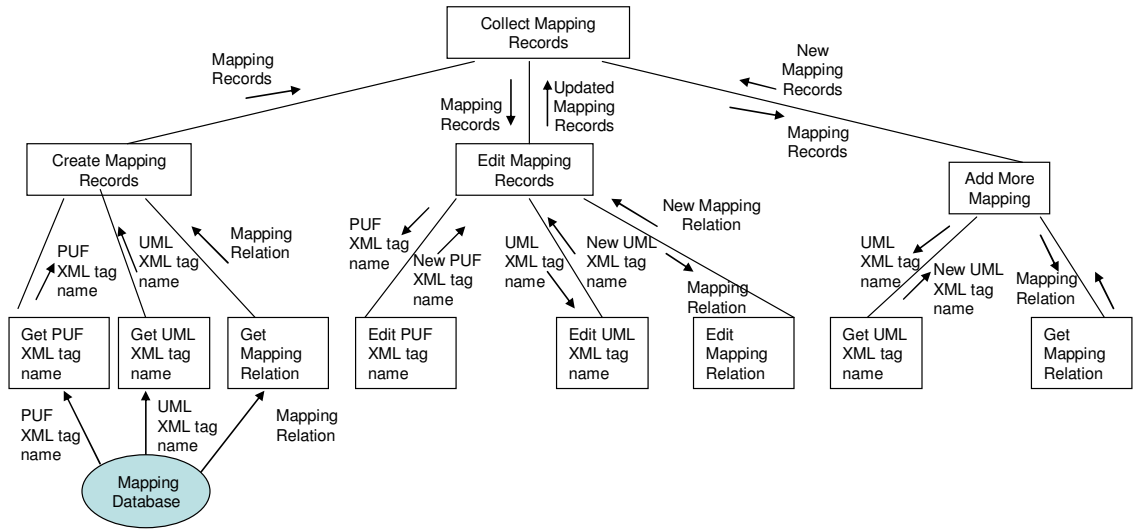 Collect Mapping
Records
Mapping
Records
Mapping
Records
Updated
Mapping
Records
New
Mapping
Records
Mapping
Records
Create Mapping
Records
Edit Mapping
Records
Add More
Mapping
PUF
XML tag
name
UML
XML tag
name
Mapping
Relation
PUF
XML tag
name
New PUF
XML tag
name
UML
XML tag
name
New UML
XML tag
name
New Mapping
Relation
Mapping
Relation
UML
XML tag
name
New UML
XML tag
name
Mapping
Relation
Get PUF
XML tag
name
Get UML
XML tag
name
Get
Mapping
Relation
Edit PUF
XML tag
name
Edit UML
XML tag
name
Edit
Mapping
Relation
Get UML
XML tag
name
Get
Mapping
Relation
PUF
XML tag
name
UML
XML tag
name
Mapping
Relation
Mapping
Database